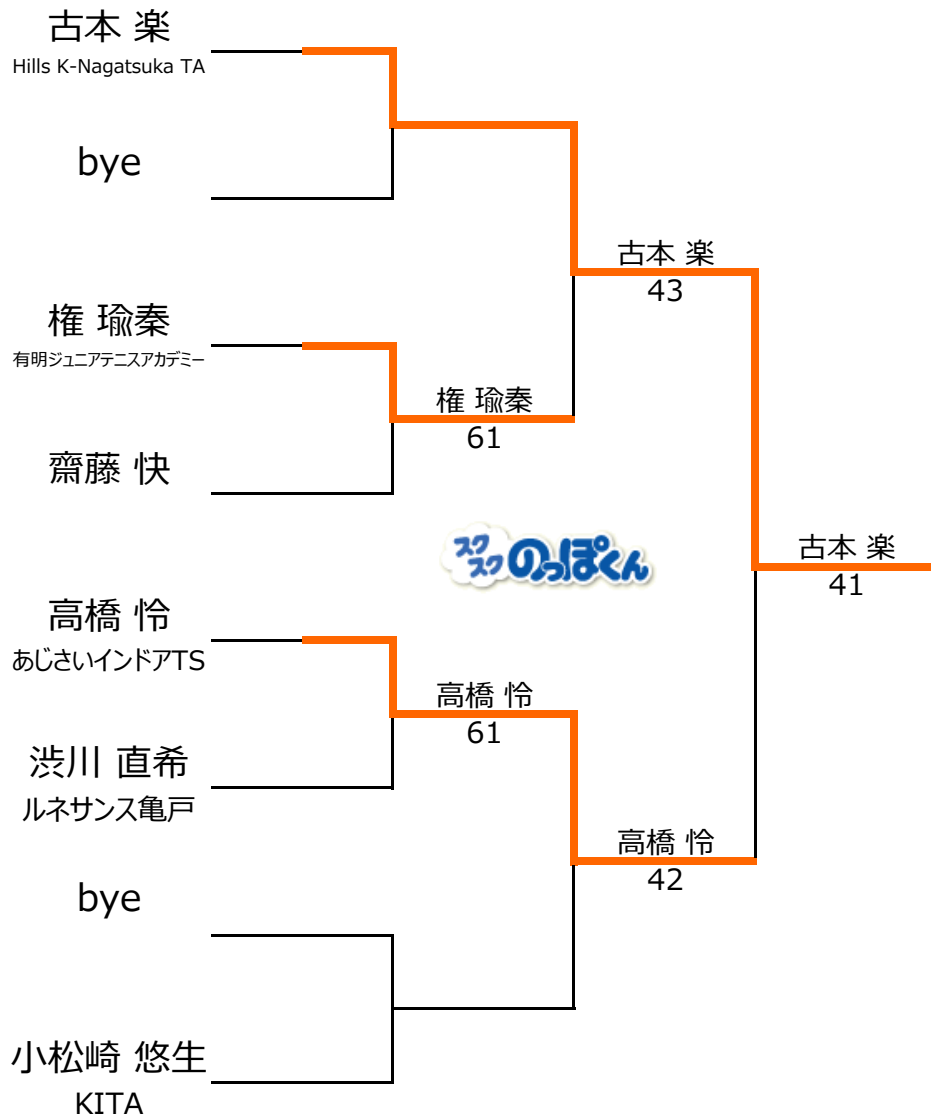 古本 楽
Hills K-Nagatsuka TA
bye
古本 楽
43
権 瑜秦
有明ジュニアテニスアカデミー
権 瑜秦
61
齋藤 快
スク
スク のっぽくん
古本 楽
41
高橋 怜
あじさいインドアTS
高橋 怜
61
渋川 直希
ルネサンス亀戸
高橋 怜
42
bye
小松崎 悠生
KITA